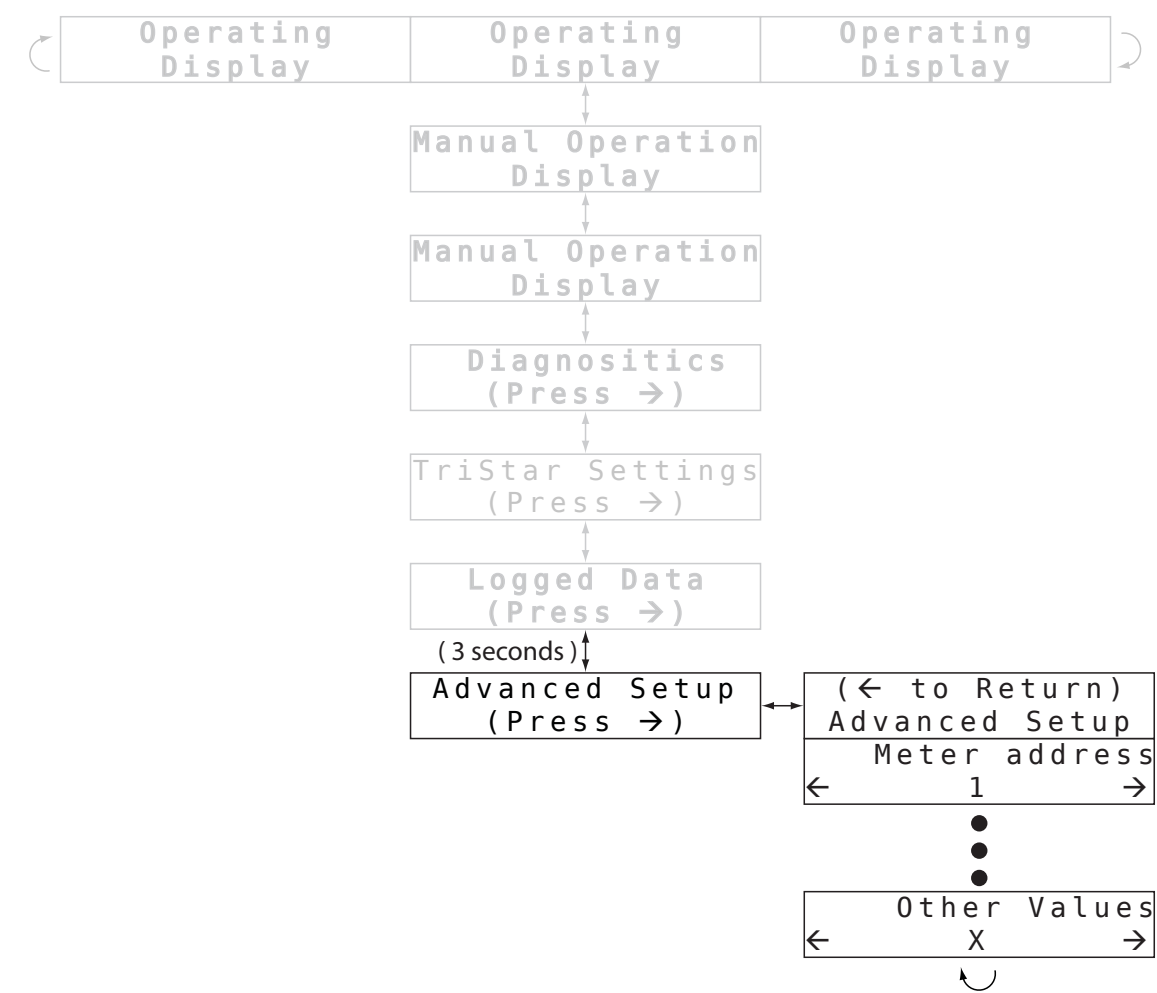 Operating Operating Operating
Display Display Display
Manual Operation
Display
Manual Operation
Display
Diagnositics
(Press →)
TriStar Settings
(Press →)
Logged Data
(Press →)
( 3 seconds )
Advanced Setup
(Press →)
(← to Return)
Advanced Setup
Meter address
← 1 →
Other Values
← X →